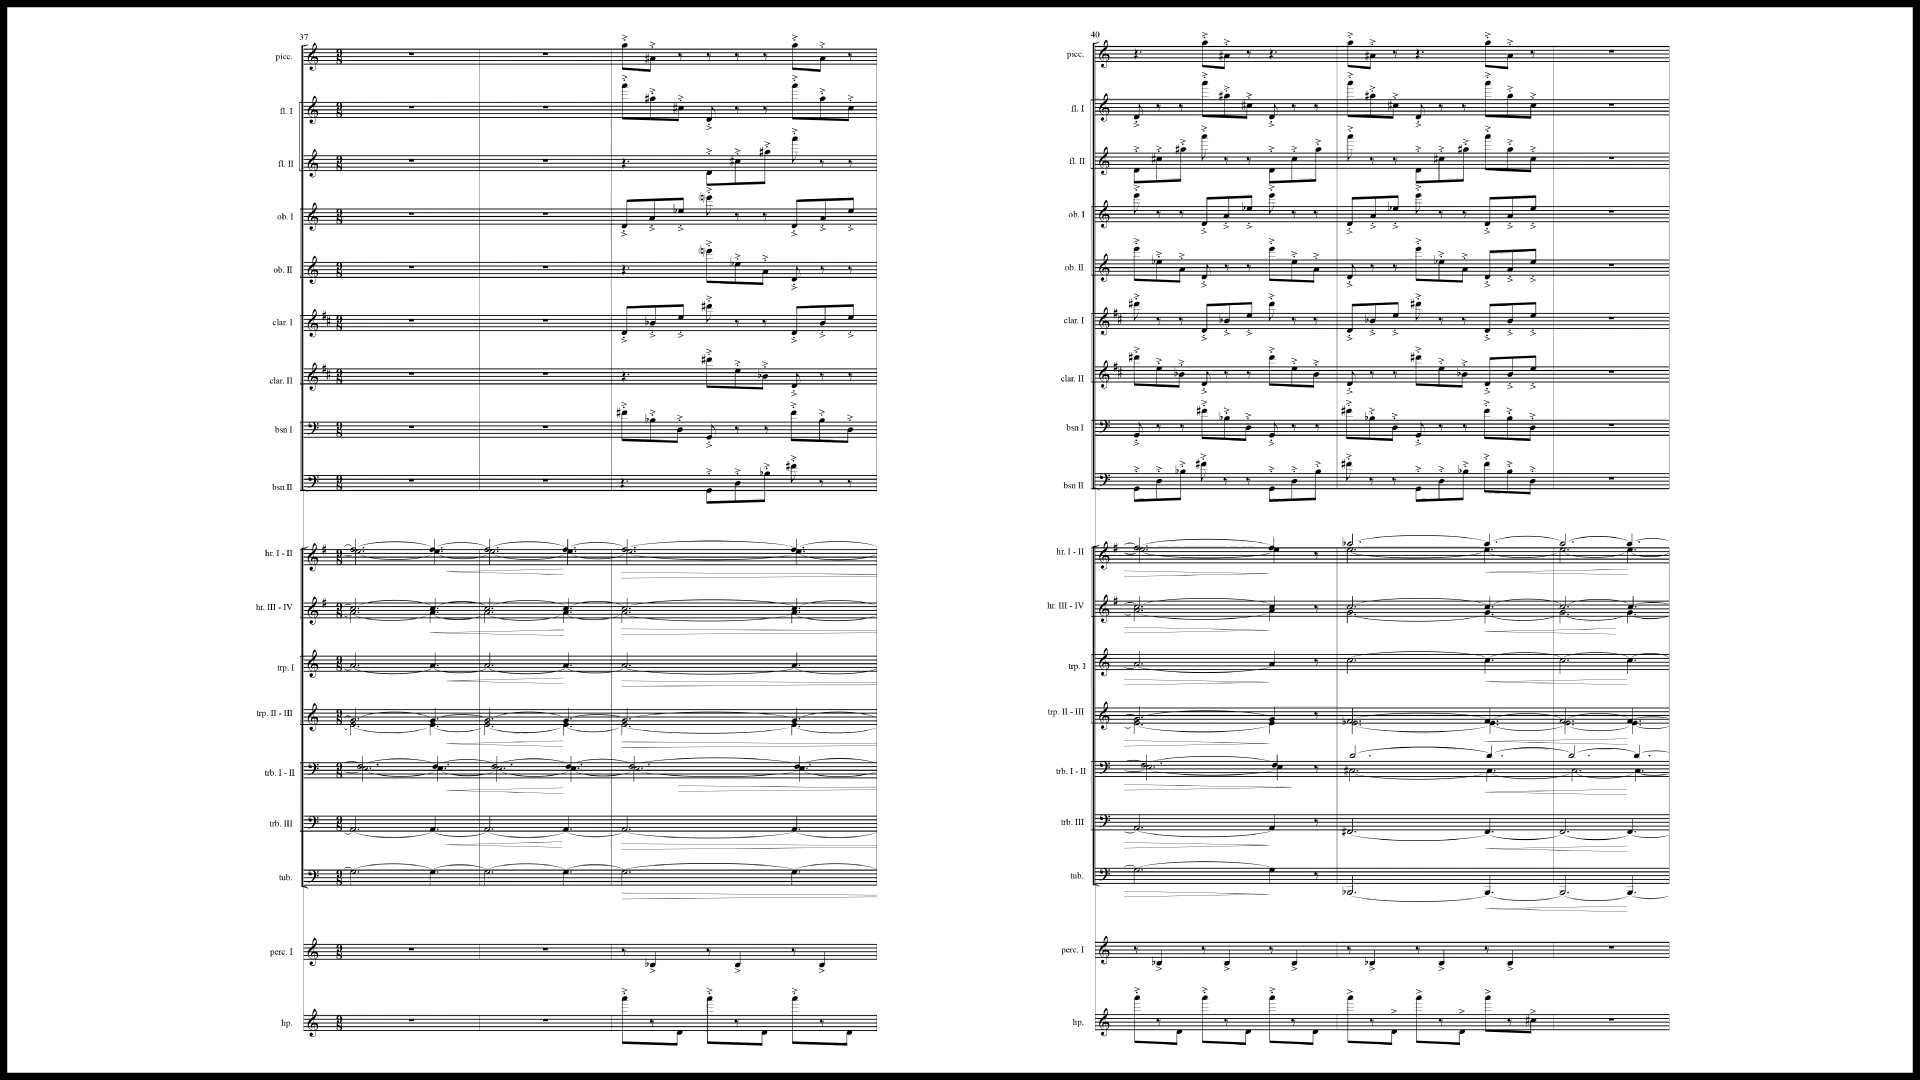 37
picc.
fl. I
fl. II
ob. I
ob. II
clar. I
clar. II
bsn I
bsn II
hr. I - II
hr. III - IV
trp. I
trp. II - III
trb. I - II
trb. III
tub.
perc. I
hp.
40
picc.
fl. I
fl. II
ob. I
ob. II
clar. I
clar. II
bsn I
bsn II
hr. I - II
hr. III - IV
trp. I
trp. II - III
trb. I - II
trb. III
tub.
perc. I
hp.